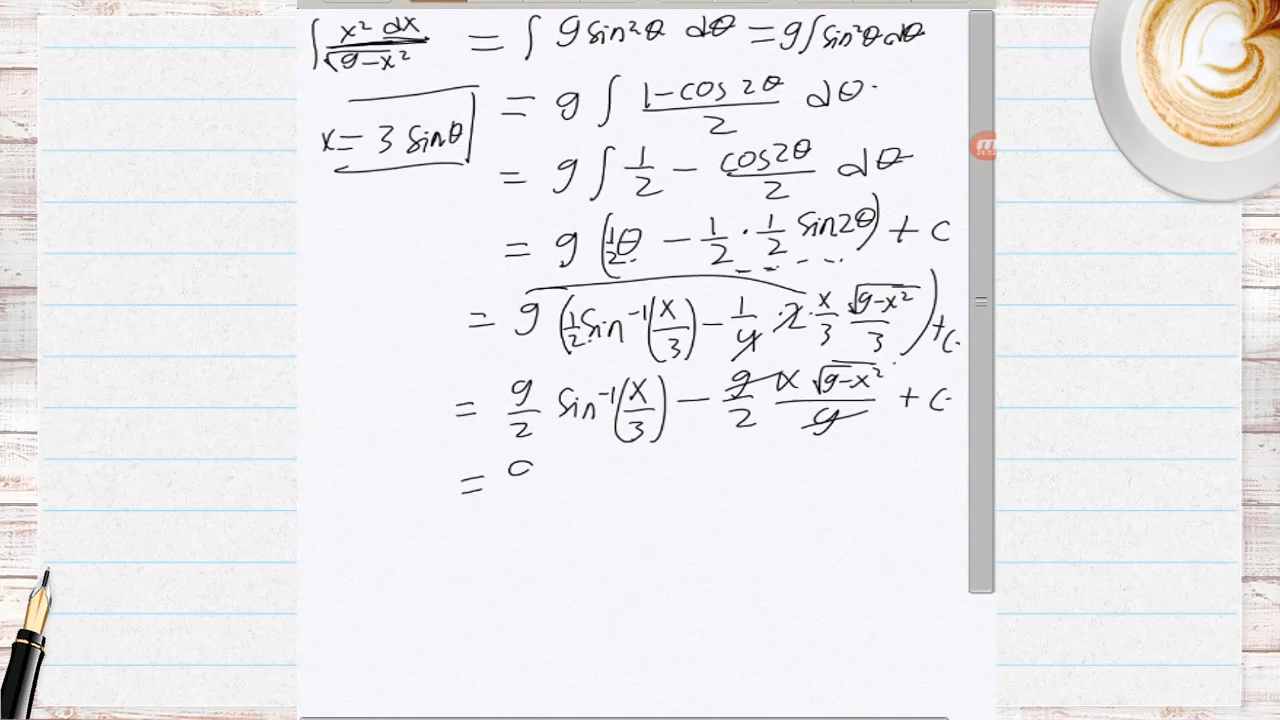 ∫ x² dx / √(9-x²) = ∫ 9 sin²θ dθ = 9∫ sin²θ dθ
x = 3 sinθ
= 9 ∫ (1-cos2θ)/2 dθ.
= 9 ∫ 1/2 - cos2θ/2 dθ
= 9 (1/2 θ - 1/2 · 1/2 sin2θ) + c
= 9 (1/2 sin⁻¹(x/3) - 1/4 · 2 · x/3 √(9-x²)/3) + c
= 9/2 sin⁻¹(x/3) - 9/2 x √(9-x²)/9 + c
=